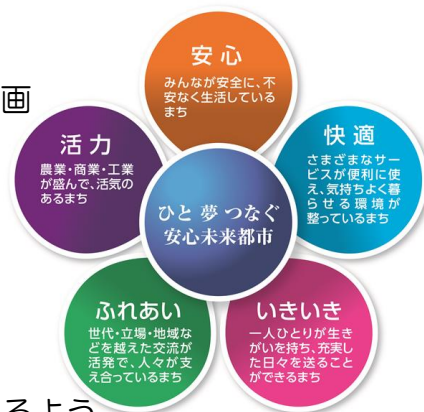 画
安心
みんなが安全に、不
安なく生活している
まち
活力
農業・商業・工業
が盛んで、活気の
あるまち
快適
さまざまなサー
ビスが便利に使
え、気持ちよく暮
らせる環境が
整っているまち
ひと 夢 つなぐ
安心未来都市
ふれあい
世代・立場・地域な
どを越えた交流が
活発で、人々が支
え合っているまち
いきいき
一人ひとりが生き
がいを持ち、充実し
た日々を送ること
ができるまち
るよう